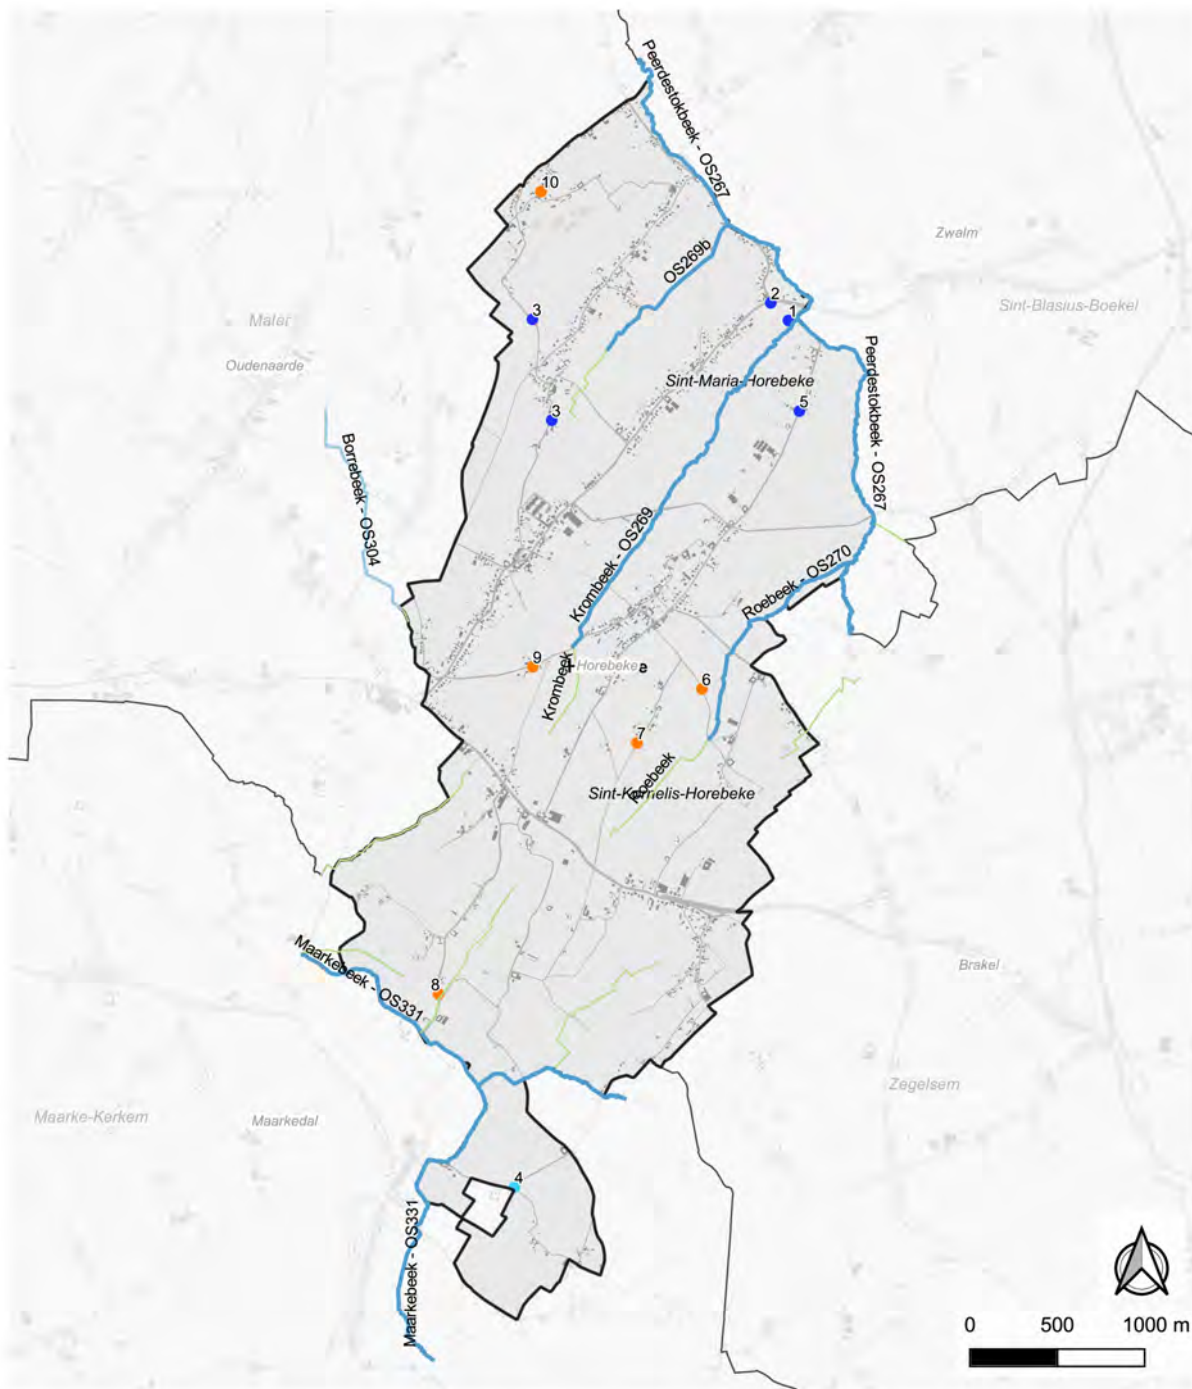 Peerdestokbeek - OS267
10
OS269b
Zwalm
2
Sint-Blasius-Boekel
3
1
Mater
Oudenaarde
Sint-Maria-Horebeke
Peerdestokbeek - OS267
5
3
Borrebeek - OS304
Krombeek - OS269
Roebeek - OS270
9
Horebeke
a
Krombeek
6
7
Roebeek
Sint-Kornelis-Horebeke
Maarkebeek - OS331
8
Brakel
Zegelsem
Maarke-Kerkem
Maarkedal
4
Maarkebeek - OS331
0 500 1000 m